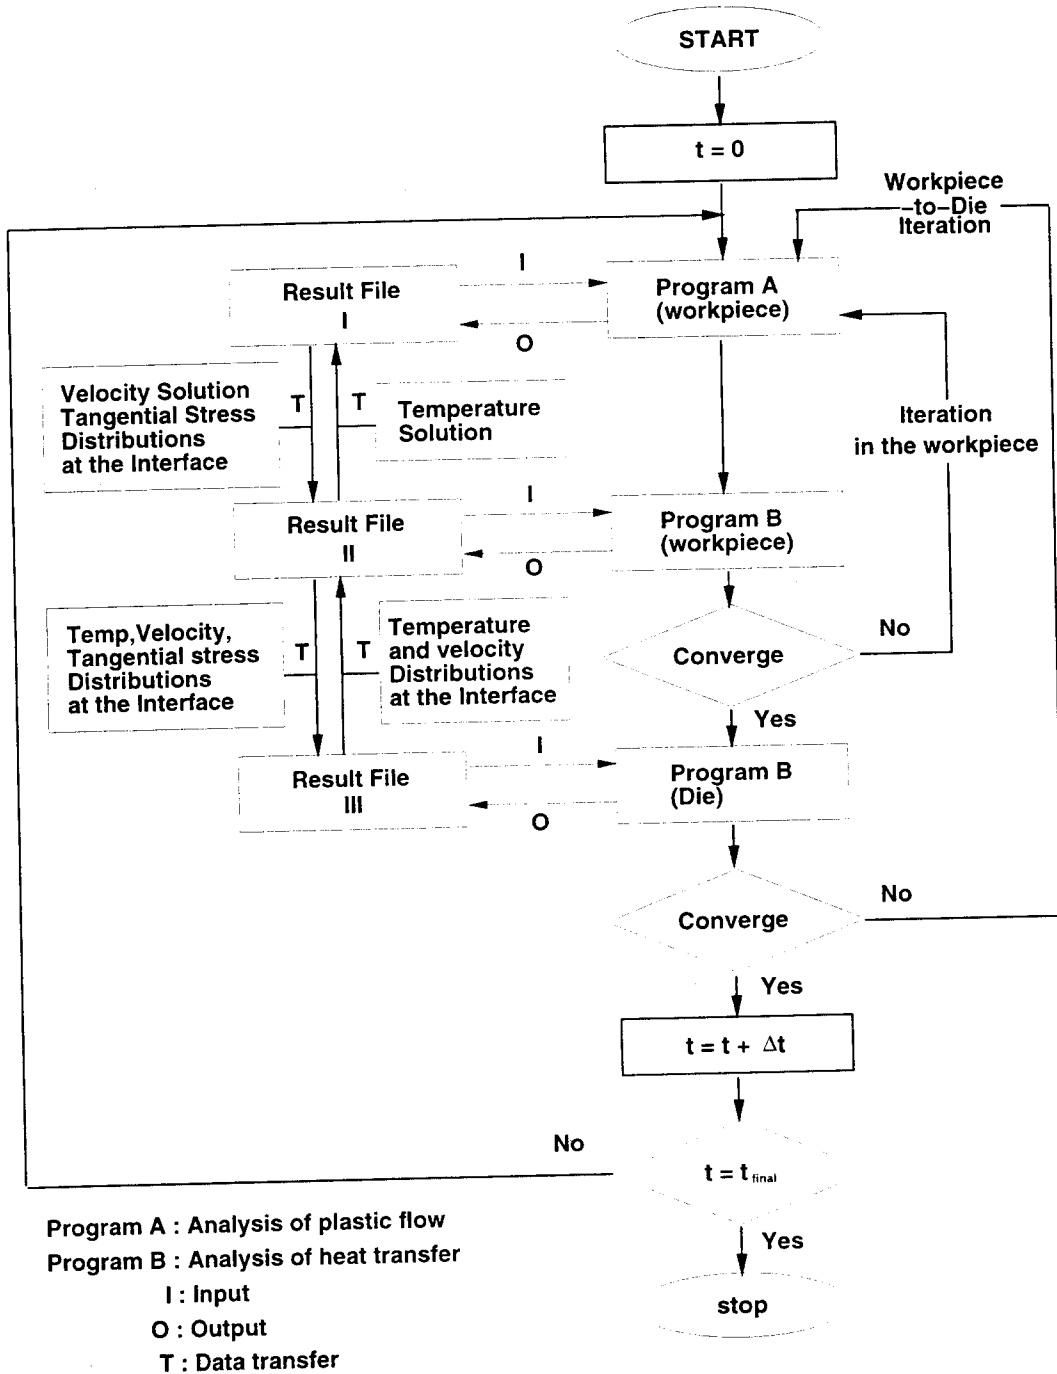 START
t = 0
Workpiece
-to-Die
Iteration
I
Result File
I
Program A
(workpiece)
O
Velocity Solution
Tangential Stress
Distributions
at the Interface
T
T
Temperature
Solution
Iteration
in the workpiece
I
Result File
II
Program B
(workpiece)
O
Temp,Velocity,
Tangential stress
Distributions
at the Interface
T
T
Temperature
and velocity
Distributions
at the Interface
Converge
No
Yes
I
Result File
III
Program B
(Die)
O
Converge
No
Yes
t = t + Δt
No
t = t final
Yes
stop
Program A : Analysis of plastic flow
Program B : Analysis of heat transfer
I : Input
O : Output
T : Data transfer